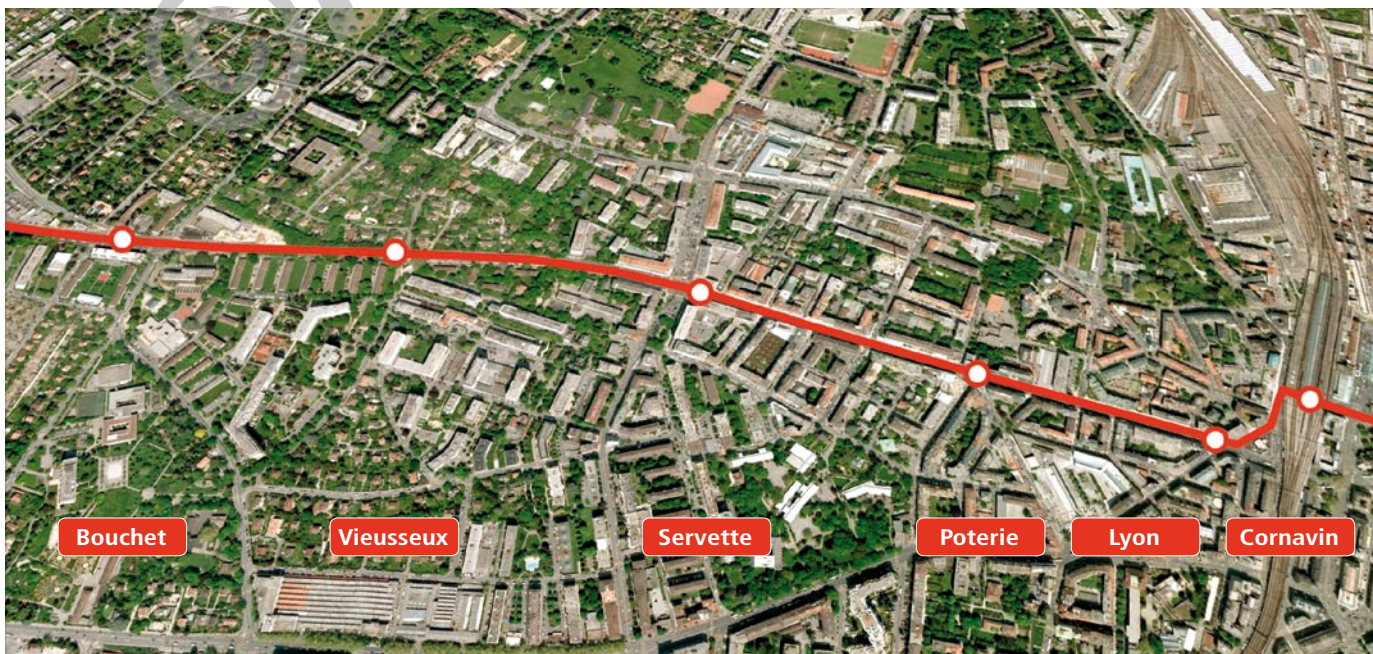 Bouchet
Vieusseux
Servette
Poterie
Lyon
Cornavin